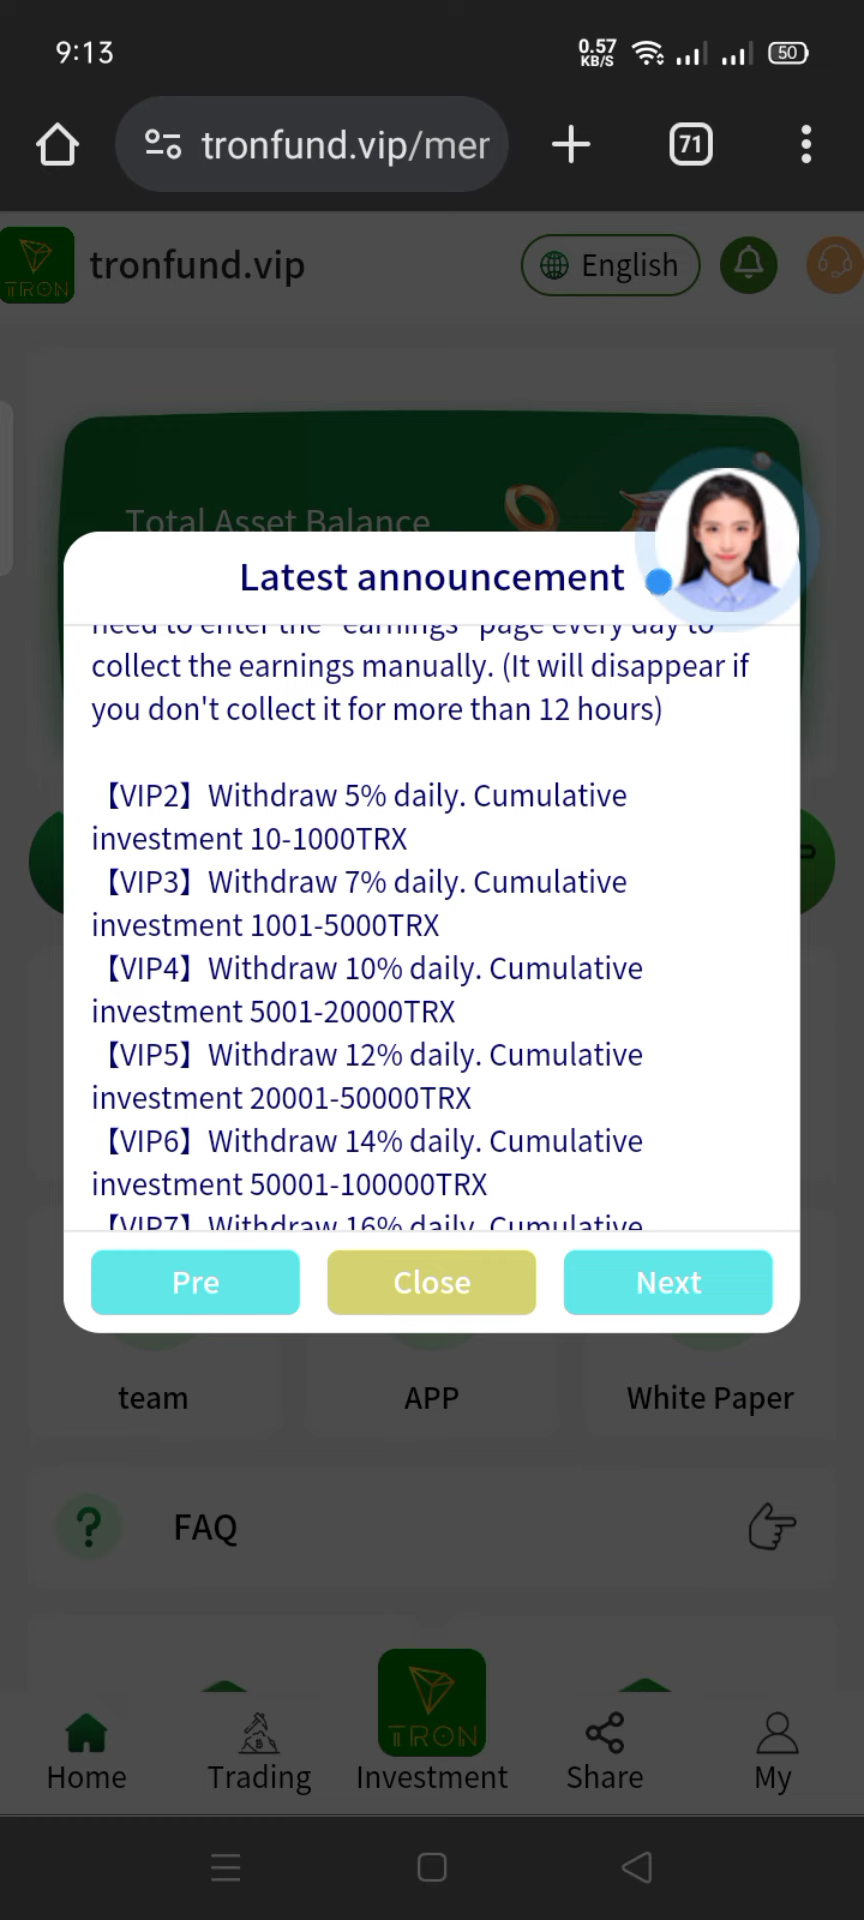 9:13
0.57
KB/S
50
tronfund.vip/mer
71
TRON
tronfund.vip
English
Total Asset Balance
Latest announcement
need to enter the "earnings" page every day to
collect the earnings manually. (It will disappear if
you don't collect it for more than 12 hours)
【VIP2】Withdraw 5% daily. Cumulative
investment 10-1000TRX
【VIP3】Withdraw 7% daily. Cumulative
investment 1001-5000TRX
【VIP4】Withdraw 10% daily. Cumulative
investment 5001-20000TRX
【VIP5】Withdraw 12% daily. Cumulative
investment 20001-50000TRX
【VIP6】Withdraw 14% daily. Cumulative
investment 50001-100000TRX
【VIP7】Withdraw 16% daily. Cumulative
Pre
Close
Next
team
APP
White Paper
? FAQ
TRON
Home
Trading
Investment
Share
My